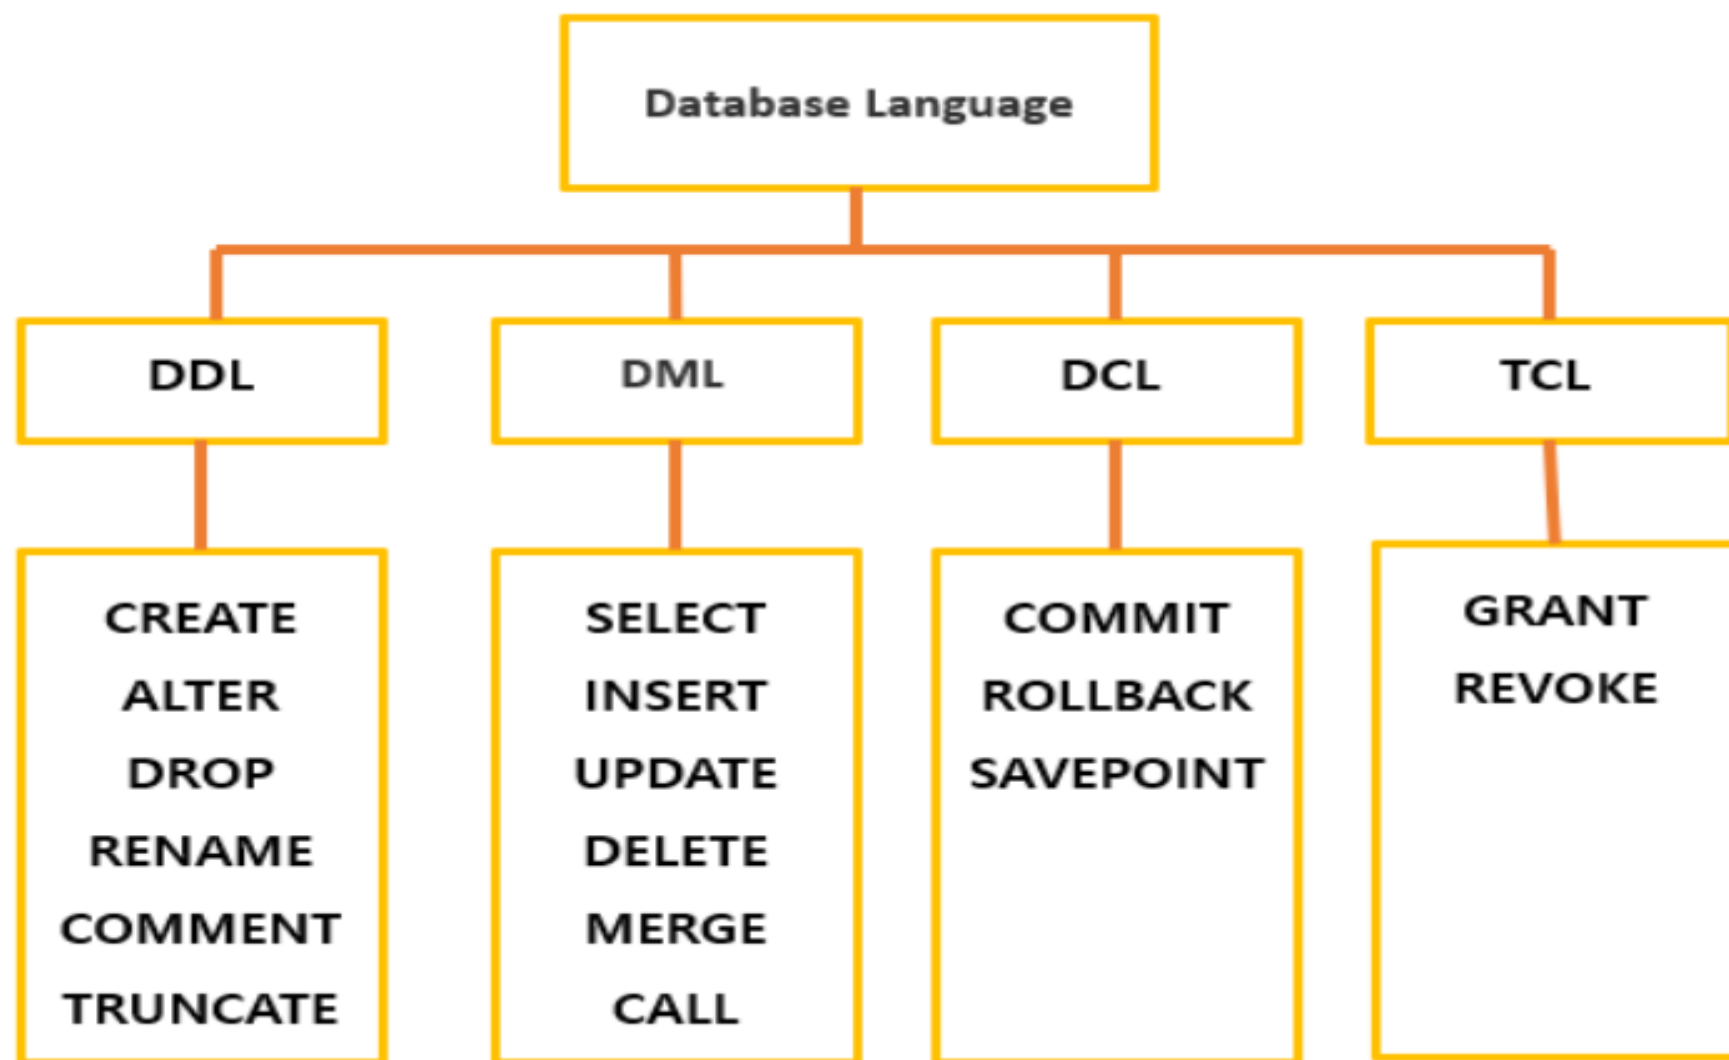 Database Language
DDL
DML
DCL
TCL
CREATE
ALTER
DROP
RENAME
COMMENT
TRUNCATE
SELECT
INSERT
UPDATE
DELETE
MERGE
CALL
COMMIT
ROLLBACK
SAVEPOINT
GRANT
REVOKE